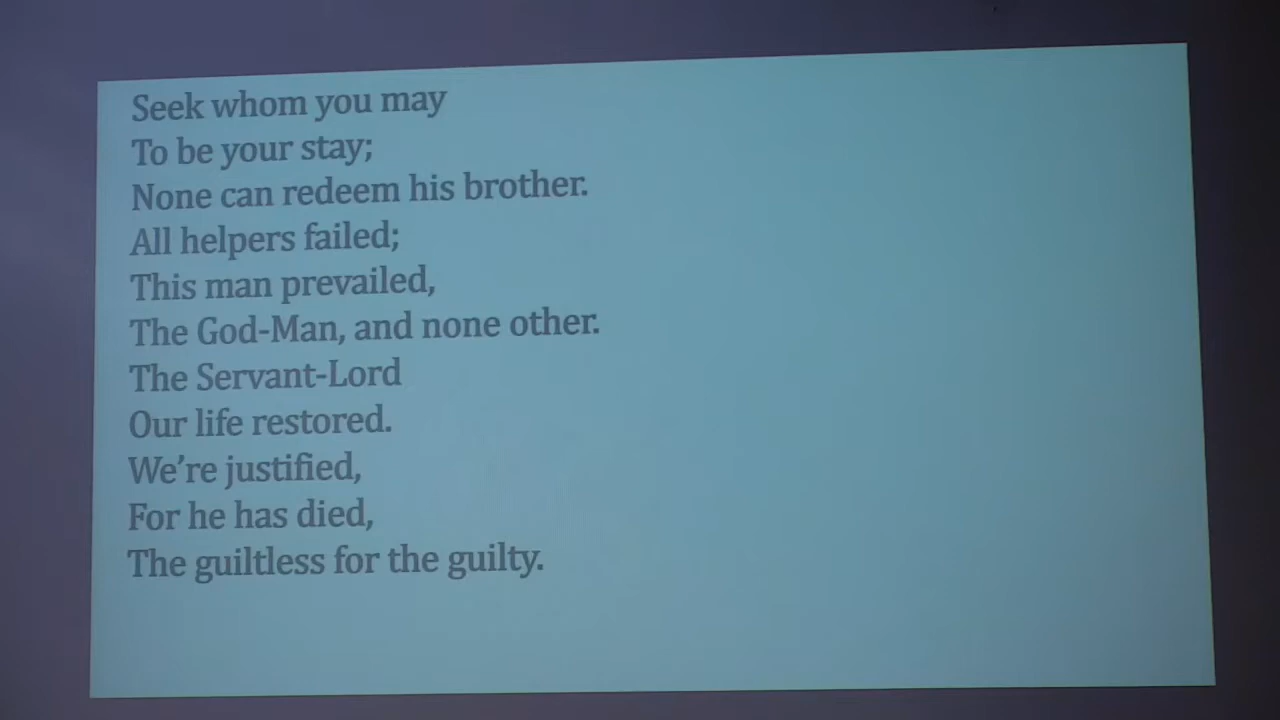 Seek whom you may
To be your stay;
None can redeem his brother.
All helpers failed;
This man prevailed,
The God-Man, and none other.
The Servant-Lord
Our life restored.
We're justified,
For he has died,
The guiltless for the guilty.